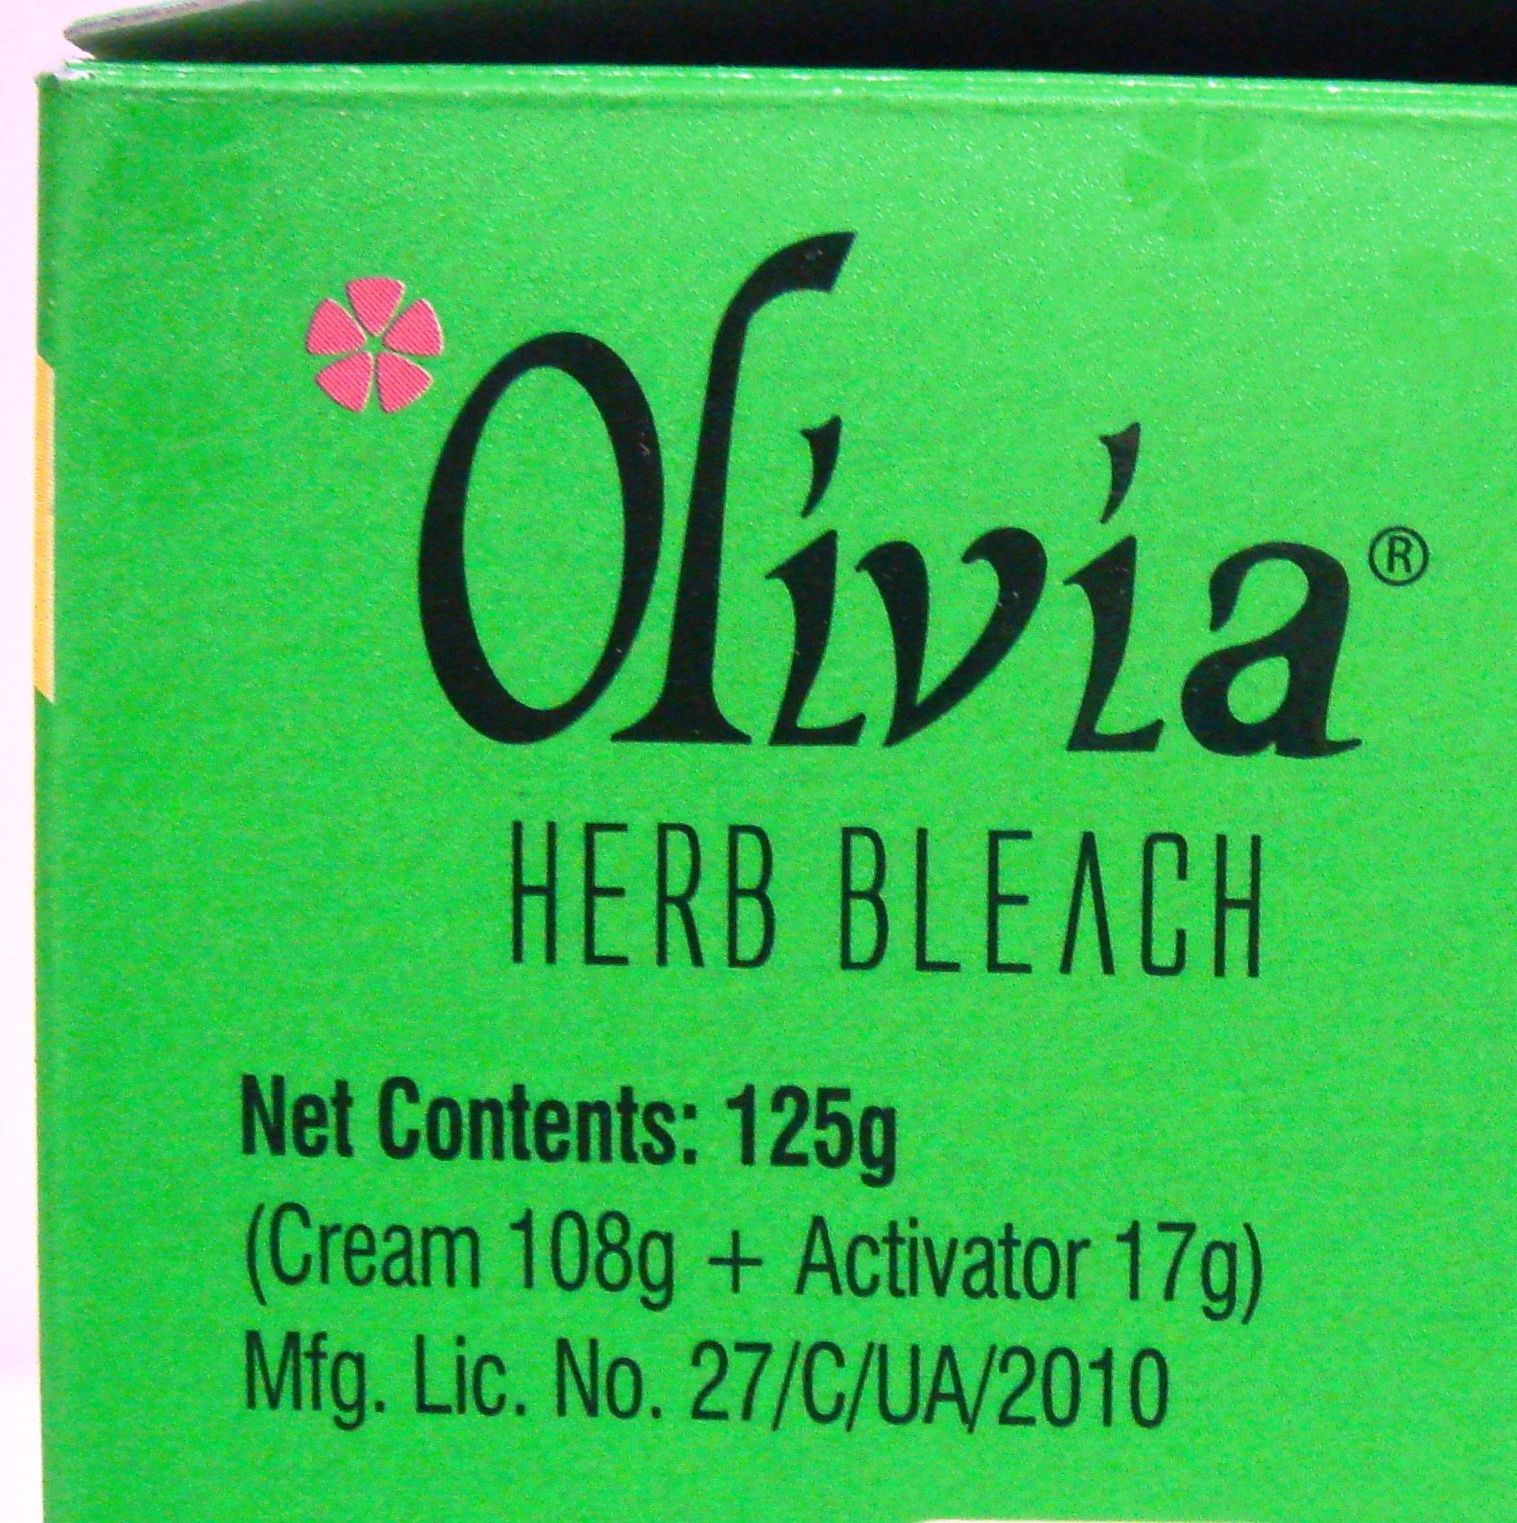 Olivia®
HERB BLEACH
Net Contents: 125g
(Cream 108g + Activator 17g)
Mfg. Lic. No. 27/C/UA/2010